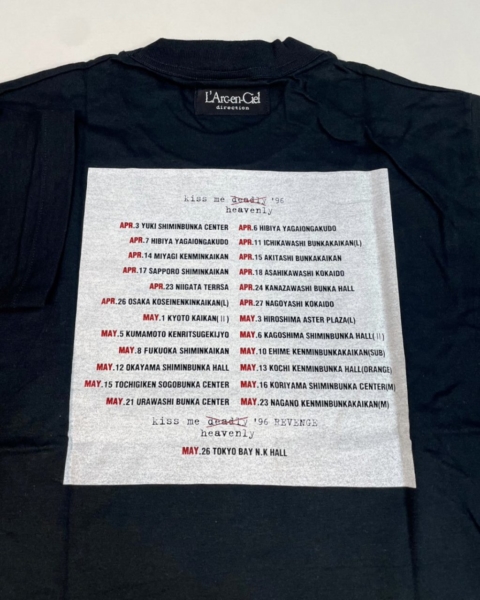 L'Arc~en~Ciel
direction
kiss me deadly '96
heavenly
APR.3 YUKI SHIMINBUNKA CENTER
APR.6 HIBIYA YAGAIONGAKUDO
APR.7 HIBIYA YAGAIONGAKUDO
APR.11 ICHIKAWASHI BUNKAKAIKAN(L)
APR.14 MIYAGI KENMINKAIKAN
APR.15 AKITASHI BUNKAKAIKAN
APR.17 SAPPORO SHIMINKAIKAN
APR.18 ASAHIKAWASHI KOKAIDO
APR.23 NIIGATA TERRSA
APR.24 KANAZAWASHI BUNKA HALL
APR.26 OSAKA KOSEINENKINKAIKAN(L)
APR.27 NAGOYASHI KOKAIDO
MAY.1 KYOTO KAIKAN(II)
MAY.3 HIROSHIMA ASTER PLAZA(L)
MAY.5 KUMAMOTO KENRITSUGEKIJYO
MAY.6 KAGOSHIMA SHIMINBUNKA HALL(II)
MAY.8 FUKUOKA SHIMINKAIKAN
MAY.10 EHIME KENMINBUNKAKAIKAN(SUB)
MAY.12 OKAYAMA SHIMINBUNKA HALL
MAY.13 KOCHI KENMINBUNKA HALL(ORANGE)
MAY.15 TOCHIGIKEN SOGOBUNKA CENTER
MAY.16 KORIYAMA SHIMINBUNKA CENTER(M)
MAY.21 URAWASHI BUNKA CENTER
MAY.23 NAGANO KENMINBUNKAKAIKAN(M)
kiss me deadly '96 REVENGE
heavenly
MAY.26 TOKYO BAY N.K HALL